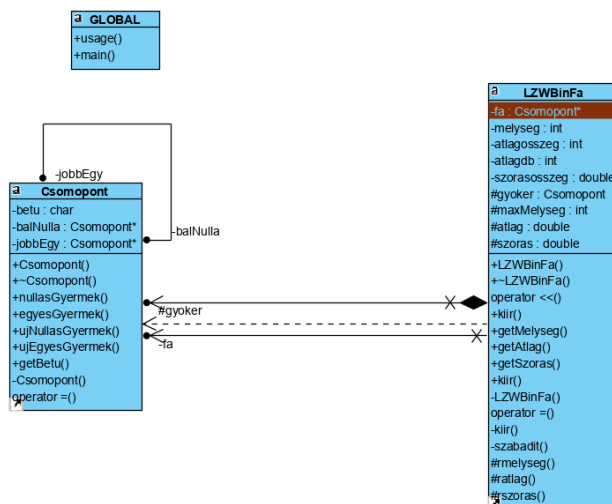 GLOBAL
+usage()
+main()
a
LZWBinFa
-fa : Csomopont*
-melyseg : int
-atlagosszeg : int
-atlagdb : int
-szorasosszeg : double
#gyoker : Csomopont
#maxMelyseg : int
#atlag : double
#szoras : double
+LZWBinFa()
+~LZWBinFa()
operator <<()
+kiir()
+getMelyseg()
+getAtlag()
+getSzoras()
+kiir()
-LZWBinFa()
operator =()
-kiir()
-szabadit()
#rmelyseg()
#ratlag()
#rszoras()
-jobbEgy
-balNulla
a
Csomopont
-betu : char
-balNulla : Csomopont*
-jobbEgy : Csomopont*
+Csomopont()
+~Csomopont()
+nullasGyermek()
+egyesGyermek()
+ujNullasGyermek()
+ujEgyesGyermek()
+getBetu()
-Csomopont()
operator =()
#gyoker
-fa
a